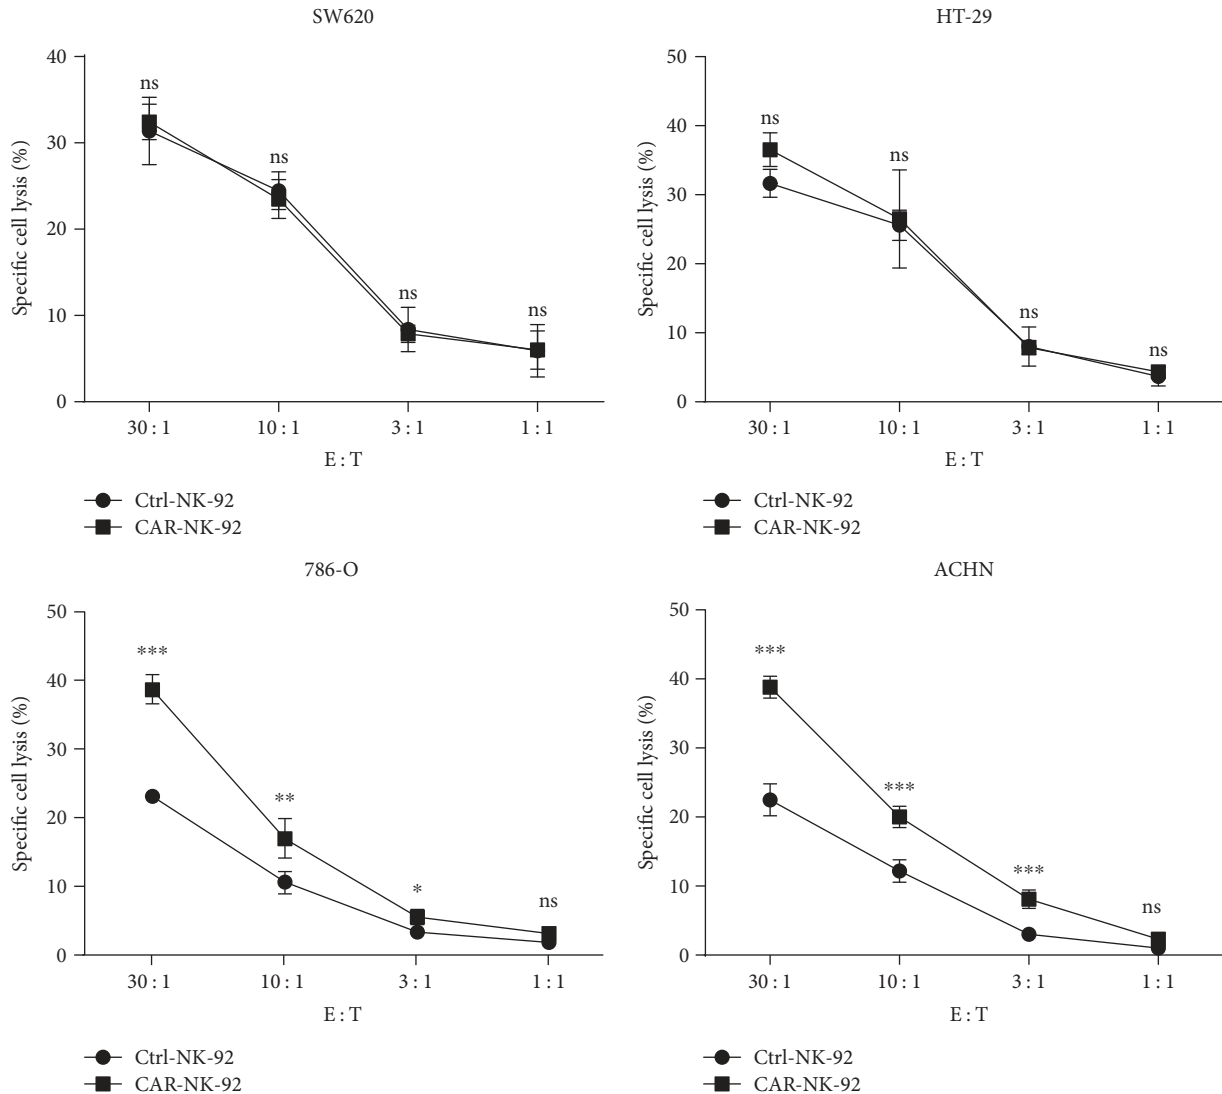 SW620
Specific cell lysis (%)
40
30
20
10
0
ns
ns
ns
ns
30 : 1
10 : 1
3 : 1
1 : 1
E : T
Ctrl-NK-92
CAR-NK-92
HT-29
Specific cell lysis (%)
50
40
30
20
10
0
ns
ns
ns
ns
30 : 1
10 : 1
3 : 1
1 : 1
E : T
Ctrl-NK-92
CAR-NK-92
786-O
Specific cell lysis (%)
50
40
30
20
10
0
***
**
*
ns
30 : 1
10 : 1
3 : 1
1 : 1
E : T
Ctrl-NK-92
CAR-NK-92
ACHN
Specific cell lysis (%)
50
40
30
20
10
0
***
***
***
ns
30 : 1
10 : 1
3 : 1
1 : 1
E : T
Ctrl-NK-92
CAR-NK-92